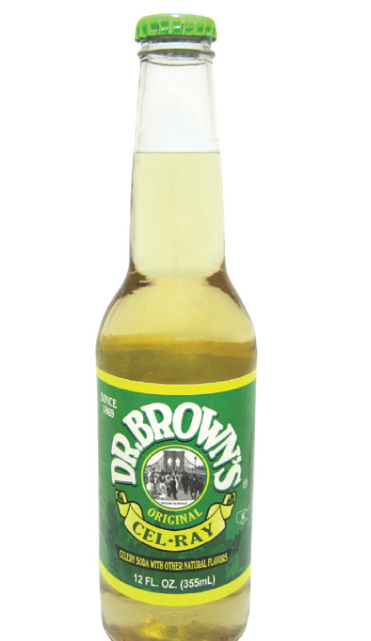 SINCE
1869
DR. BROWN'S
®
ORIGINAL
CEL-RAY
K
CELERY SODA WITH OTHER NATURAL FLAVORS
12 FL. OZ. (355mL)